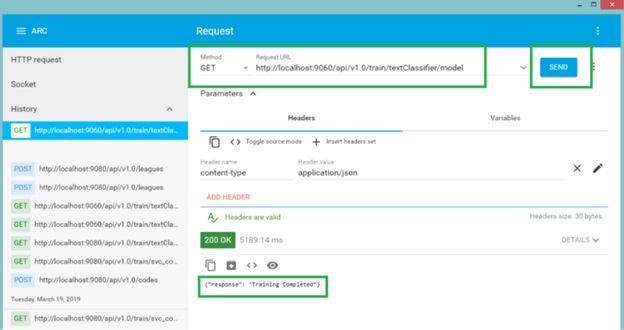 ARC
Request
HTTP request
Socket
History
GET http://localhost:9060/api/v1.0/train/textCla...
POST http://localhost:9080/api/v1.0/leagues
POST http://localhost:9080/api/v1.0/leagues
GET http://localhost:9060/api/v1.0/train/textCla...
GET http://localhost:9060/api/v1.0/train/textCla...
GET http://localhost:9080/api/v1.0/train/svc_co...
POST http://localhost:9060/api/v1.0/codes
Tuesday, March 19, 2019
GET http://localhost:9060/api/v1.0/train/svc_co...
Method
GET
Request URL
http://localhost:9060/api/v1.0/train/textClassifier/model
SEND
Parameters
Headers Variables
Toggle source mode Insert headers set
Header name Header value
content-type application/json
ADD HEADER
Headers are valid Headers size: 30 bytes
200 OK 5189.14 ms DETAILS
{"response": "Training Completed"}